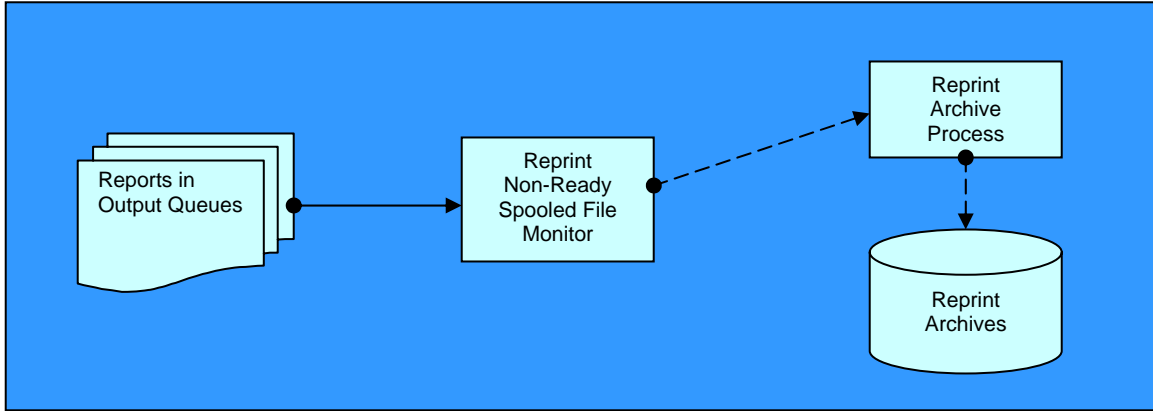 Reports in
Output Queues
Reprint
Non-Ready
Spooled File
Monitor
Reprint
Archive
Process
Reprint
Archives